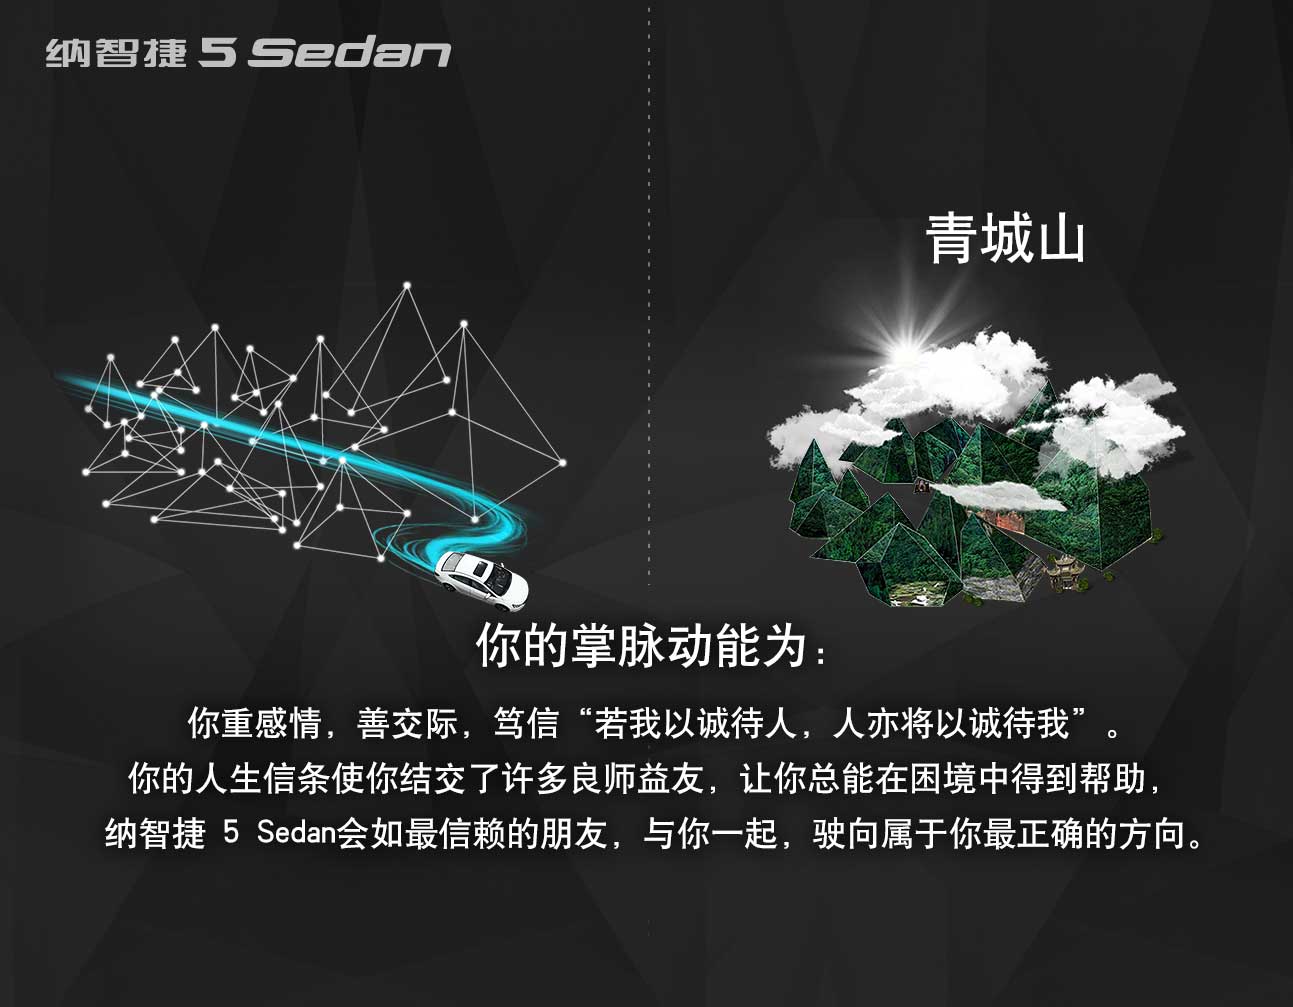 纳智捷 5 Sedan
青城山
你的掌脉动能为：
你重感情，善交际，笃信“若我以诚待人，人亦将以诚待我”。
你的人生信条使你结交了许多良师益友，让你总能在困境中得到帮助，
纳智捷 5 Sedan会如最信赖的朋友，与你一起，驶向属于你最正确的方向。